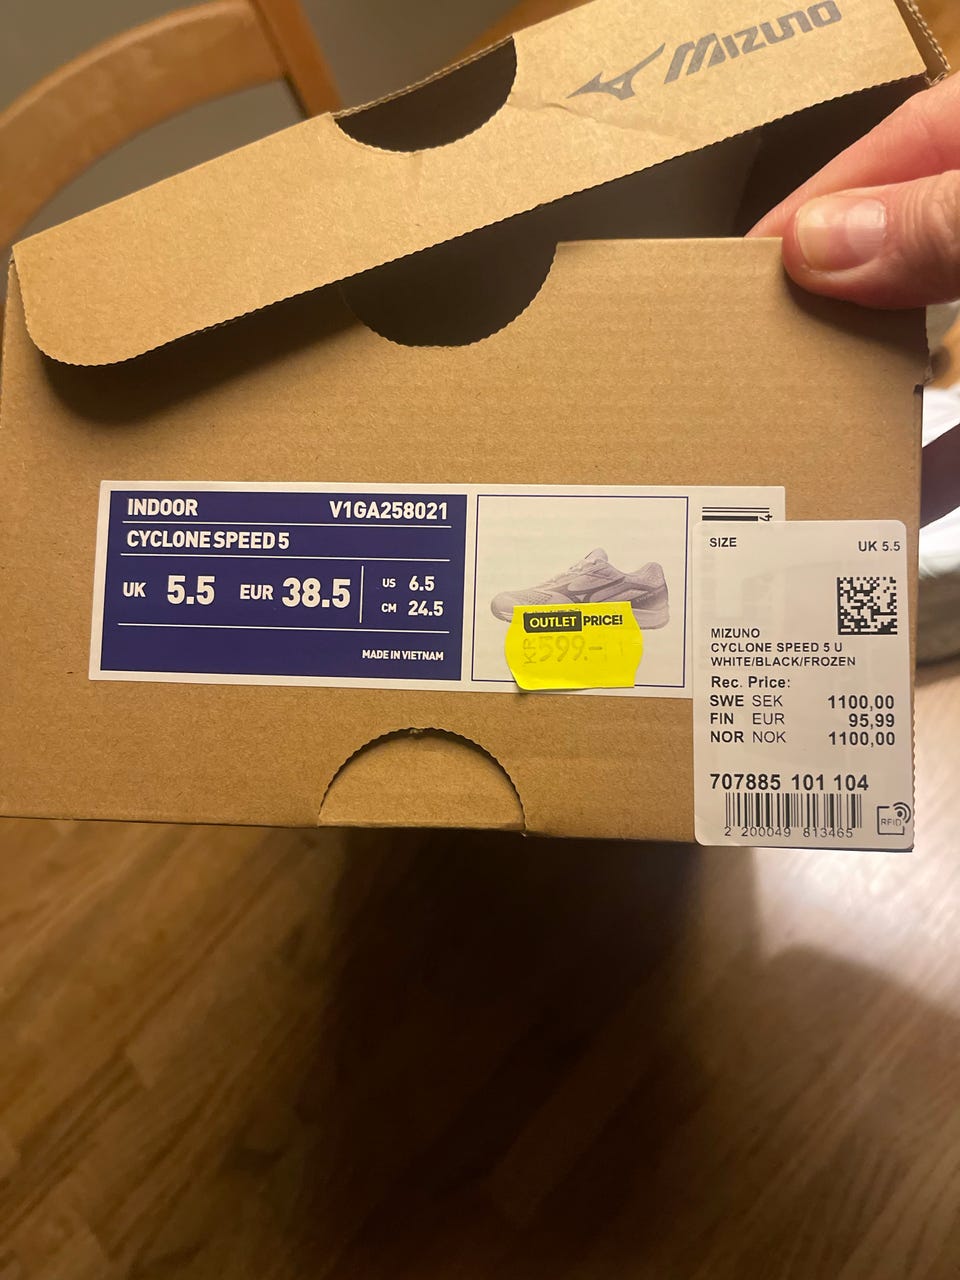 MIZUNO
INDOOR V1GA258021
CYCLONE SPEED 5
UK 5.5 EUR 38.5 US 6.5
CM 24.5
MADE IN VIETNAM
OUTLET PRICE!
KR 599.-
4
SIZE UK 5.5
MIZUNO
CYCLONE SPEED 5 U
WHITE/BLACK/FROZEN
Rec. Price:
SWE SEK 1100,00
FIN EUR 95,99
NOR NOK 1100,00
707885 101 104
2 200049 813465
RFID